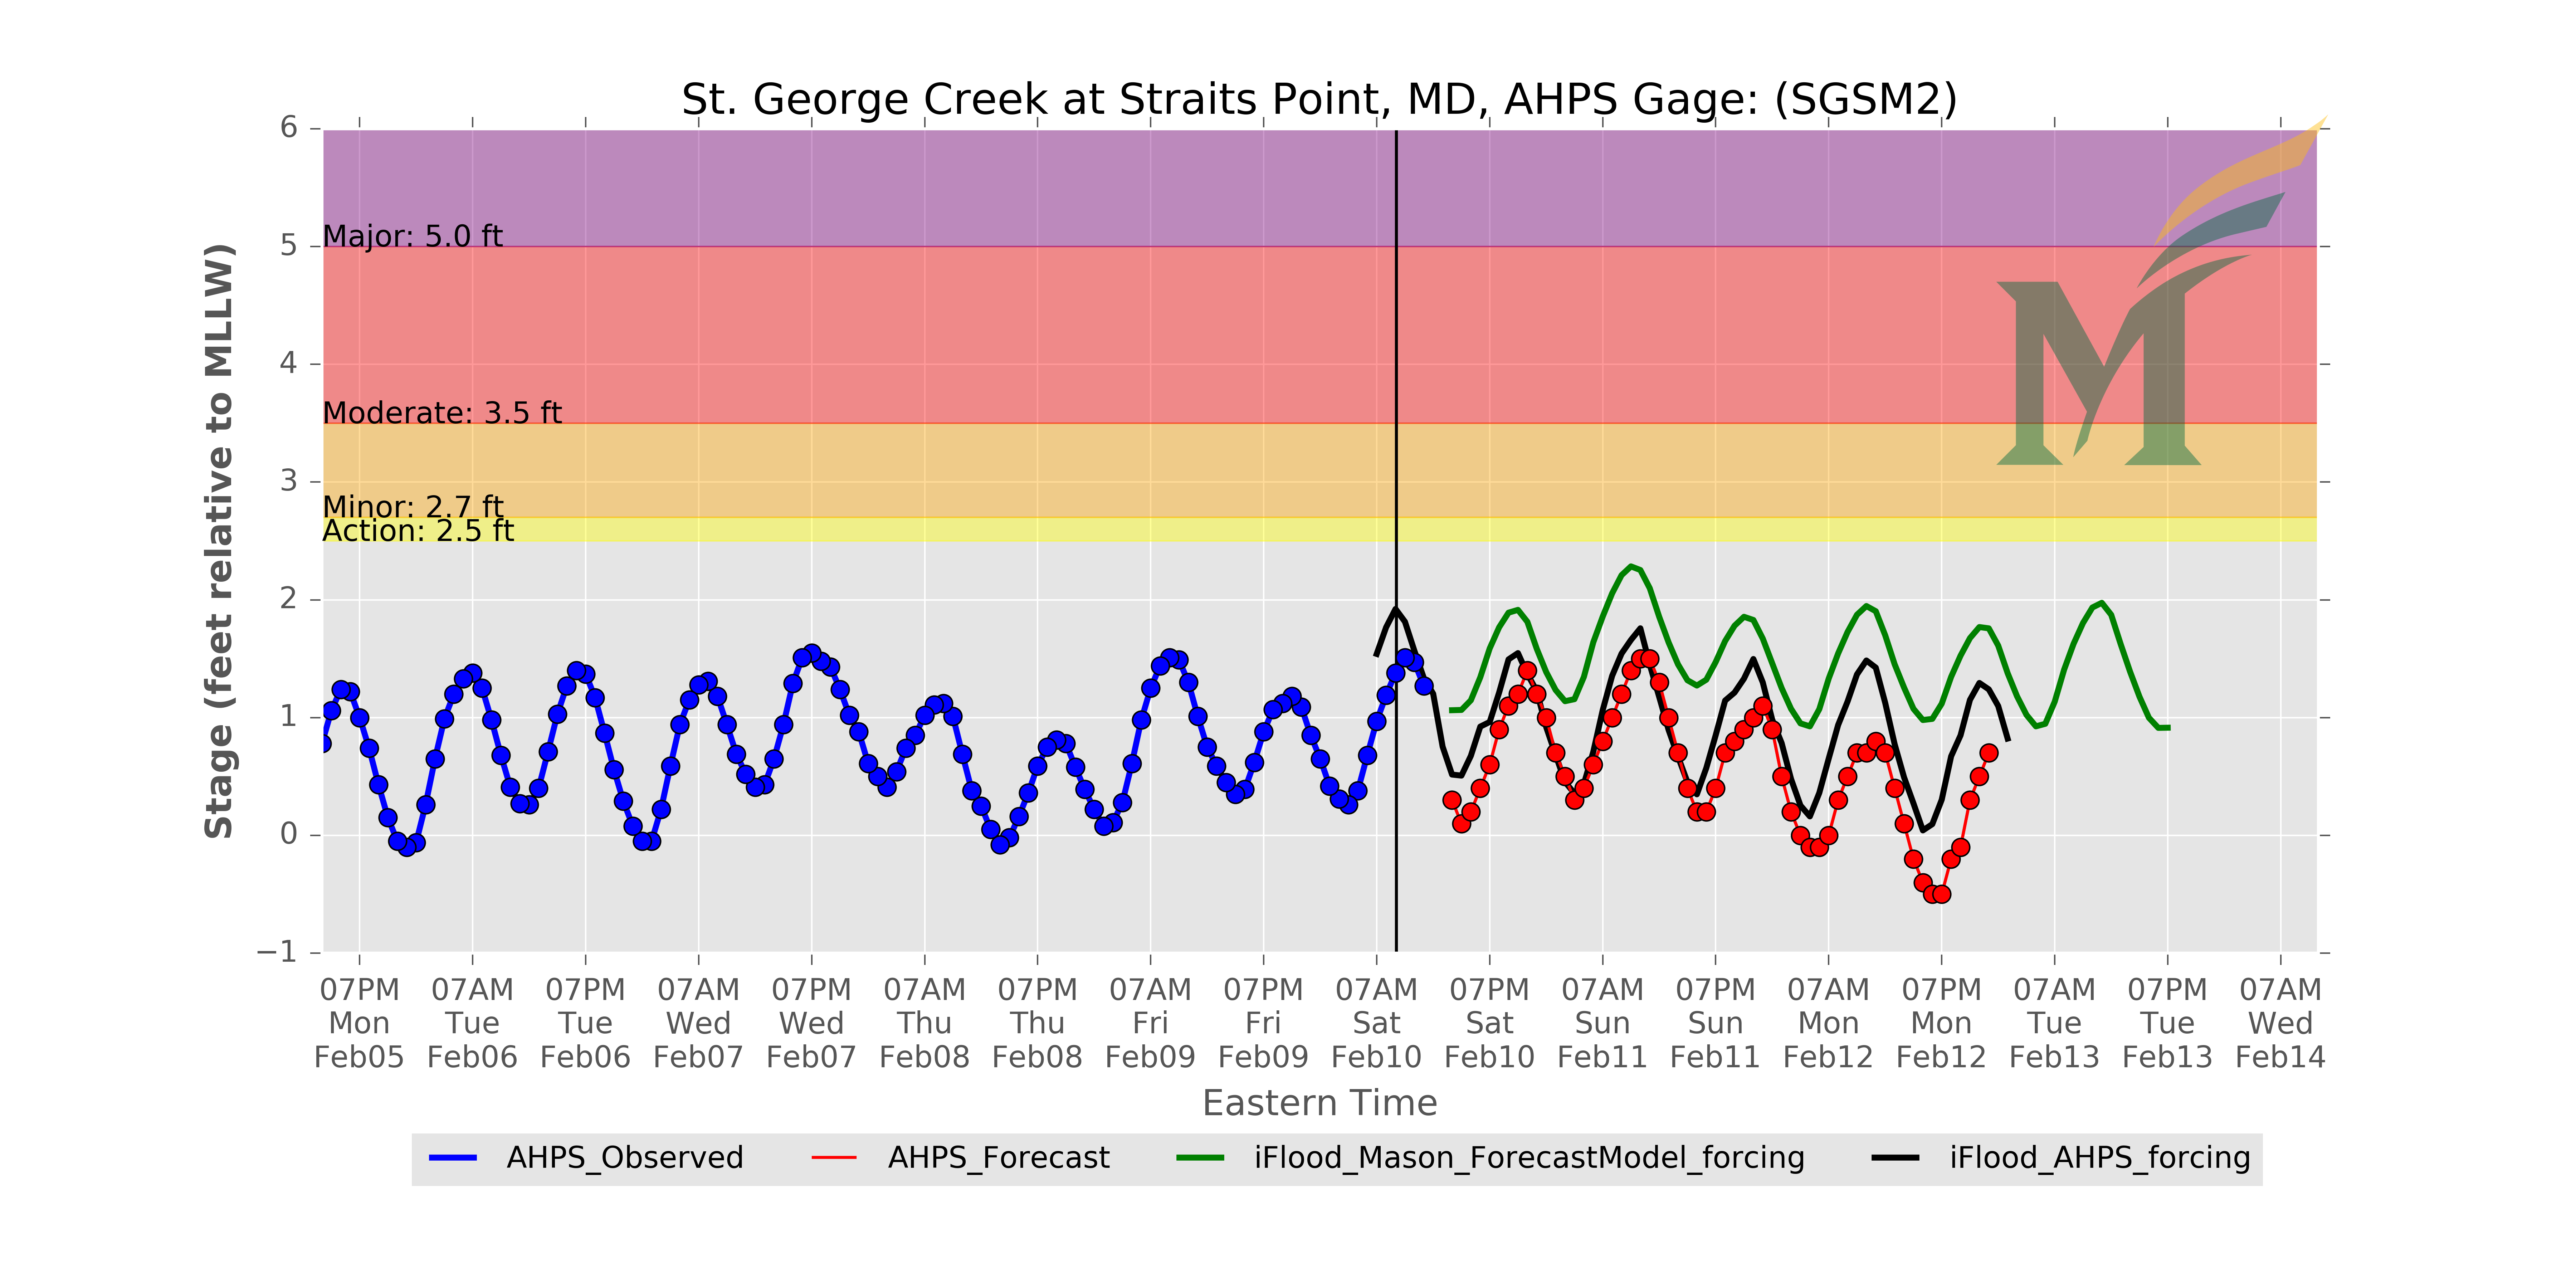 St. George Creek at Straits Point, MD, AHPS Gage: (SGSM2)
Stage (feet relative to MLLW)
6
5
4
3
2
1
0
−1
Major: 5.0 ft
Moderate: 3.5 ft
Minor: 2.7 ft
Action: 2.5 ft
M
07PM 07AM 07PM 07AM 07PM 07AM 07PM 07AM 07PM 07AM 07PM 07AM 07PM 07AM 07PM 07AM 07PM 07AM
Mon Tue Tue Wed Wed Thu Thu Fri Fri Sat Sat Sun Sun Mon Mon Tue Tue Wed
Feb05 Feb06 Feb06 Feb07 Feb07 Feb08 Feb08 Feb09 Feb09 Feb10 Feb10 Feb11 Feb11 Feb12 Feb12 Feb13 Feb13 Feb14
Eastern Time
AHPS_Observed AHPS_Forecast iFlood_Mason_ForecastModel_forcing iFlood_AHPS_forcing